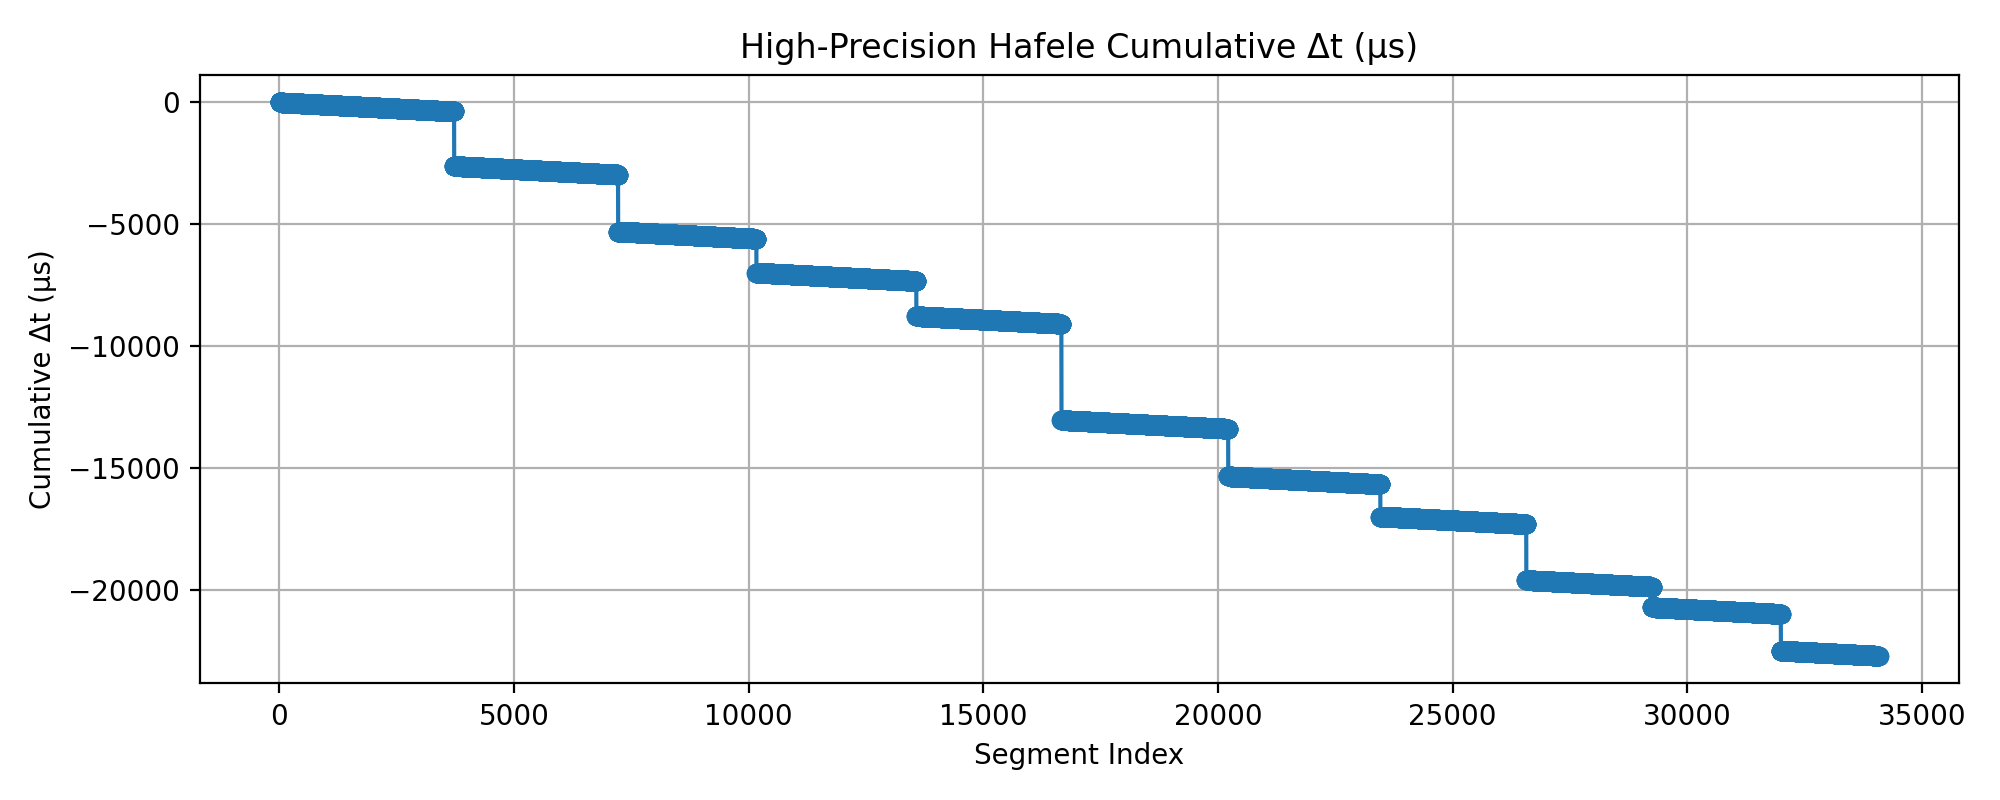 High-Precision Hafele Cumulative Δt (µs)
Cumulative Δt (µs)
0
−5000
−10000
−15000
−20000
0 5000 10000 15000 20000 25000 30000 35000
Segment Index